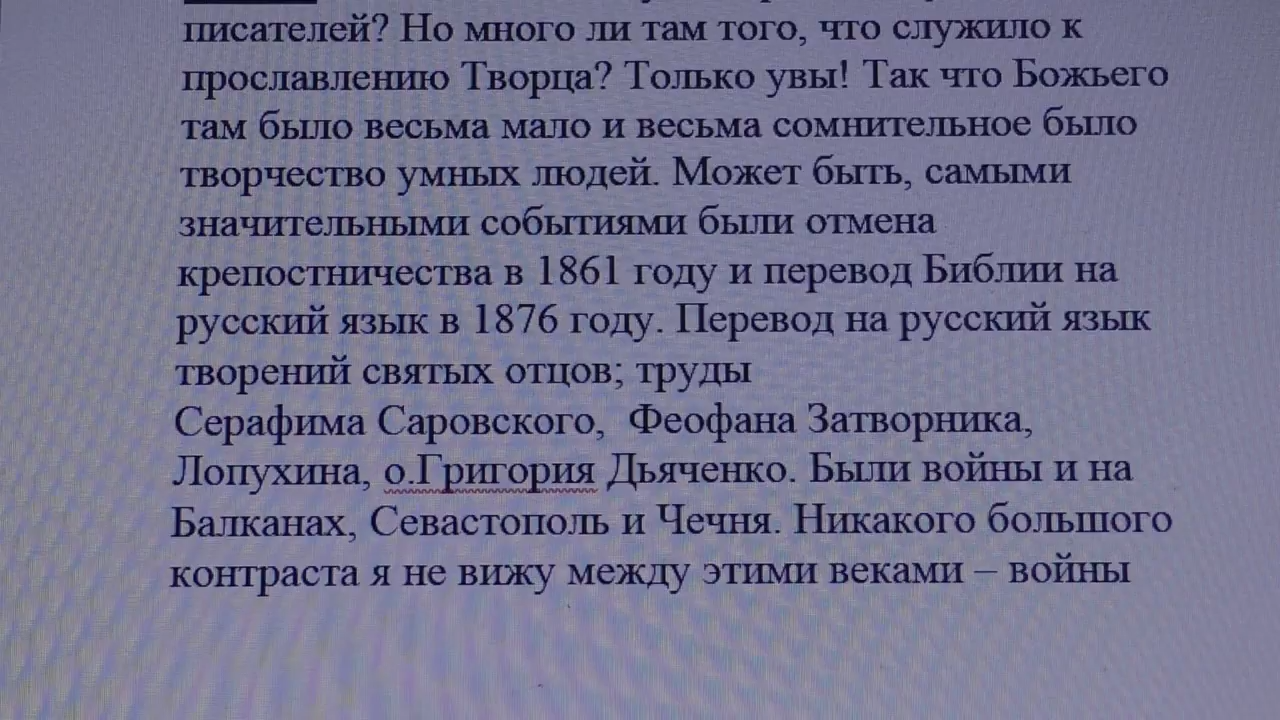 писателей? Но много ли там того, что служило к
прославлению Творца? Только увы! Так что Божьего
там было весьма мало и весьма сомнительное было
творчество умных людей. Может быть, самыми
значительными событиями были отмена
крепостничества в 1861 году и перевод Библии на
русский язык в 1876 году. Перевод на русский язык
творений святых отцов; труды
Серафима Саровского,  Феофана Затворника,
Лопухина, о.Григория Дьяченко. Были войны и на
Балканах, Севастополь и Чечня. Никакого большого
контраста я не вижу между этими веками – войны